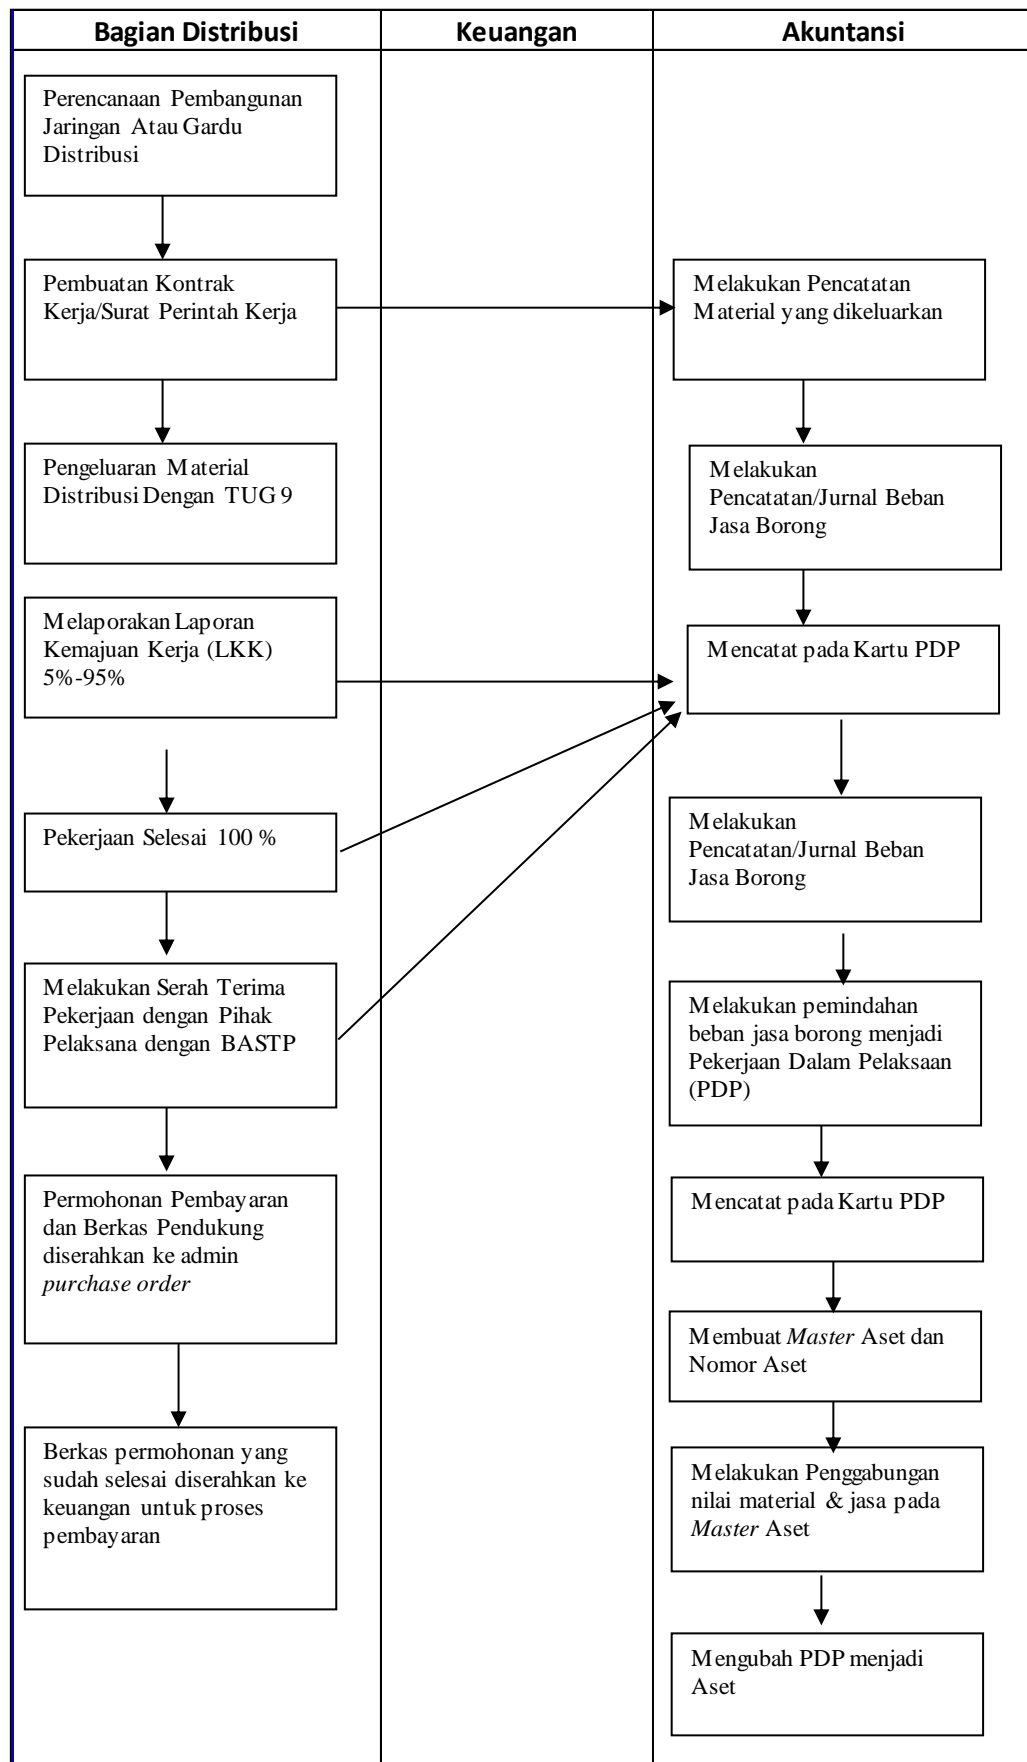 Bagian Distribusi
Keuangan
Akuntansi
Perencanaan Pembangunan
Jaringan Atau Gardu
Distribusi
Pembuatan Kontrak
Kerja/Surat Perintah Kerja
Pengeluaran Material
Distribusi Dengan TUG 9
Melaporakan Laporan
Kemajuan Kerja (LKK)
5%-95%
Pekerjaan Selesai 100 %
Melakukan Serah Terima
Pekerjaan dengan Pihak
Pelaksana dengan BASTP
Permohonan Pembayaran
dan Berkas Pendukung
diserahkan ke admin
purchase order
Berkas permohonan yang
sudah selesai diserahkan ke
keuangan untuk proses
pembayaran
Melakukan Pencatatan
Material yang dikeluarkan
Melakukan
Pencatatan/Jurnal Beban
Jasa Borong
Mencatat pada Kartu PDP
Melakukan
Pencatatan/Jurnal Beban
Jasa Borong
Melakukan pemindahan
beban jasa borong menjadi
Pekerjaan Dalam Pelaksaan
(PDP)
Mencatat pada Kartu PDP
Membuat Master Aset dan
Nomor Aset
Melakukan Penggabungan
nilai material & jasa pada
Master Aset
Mengubah PDP menjadi
Aset